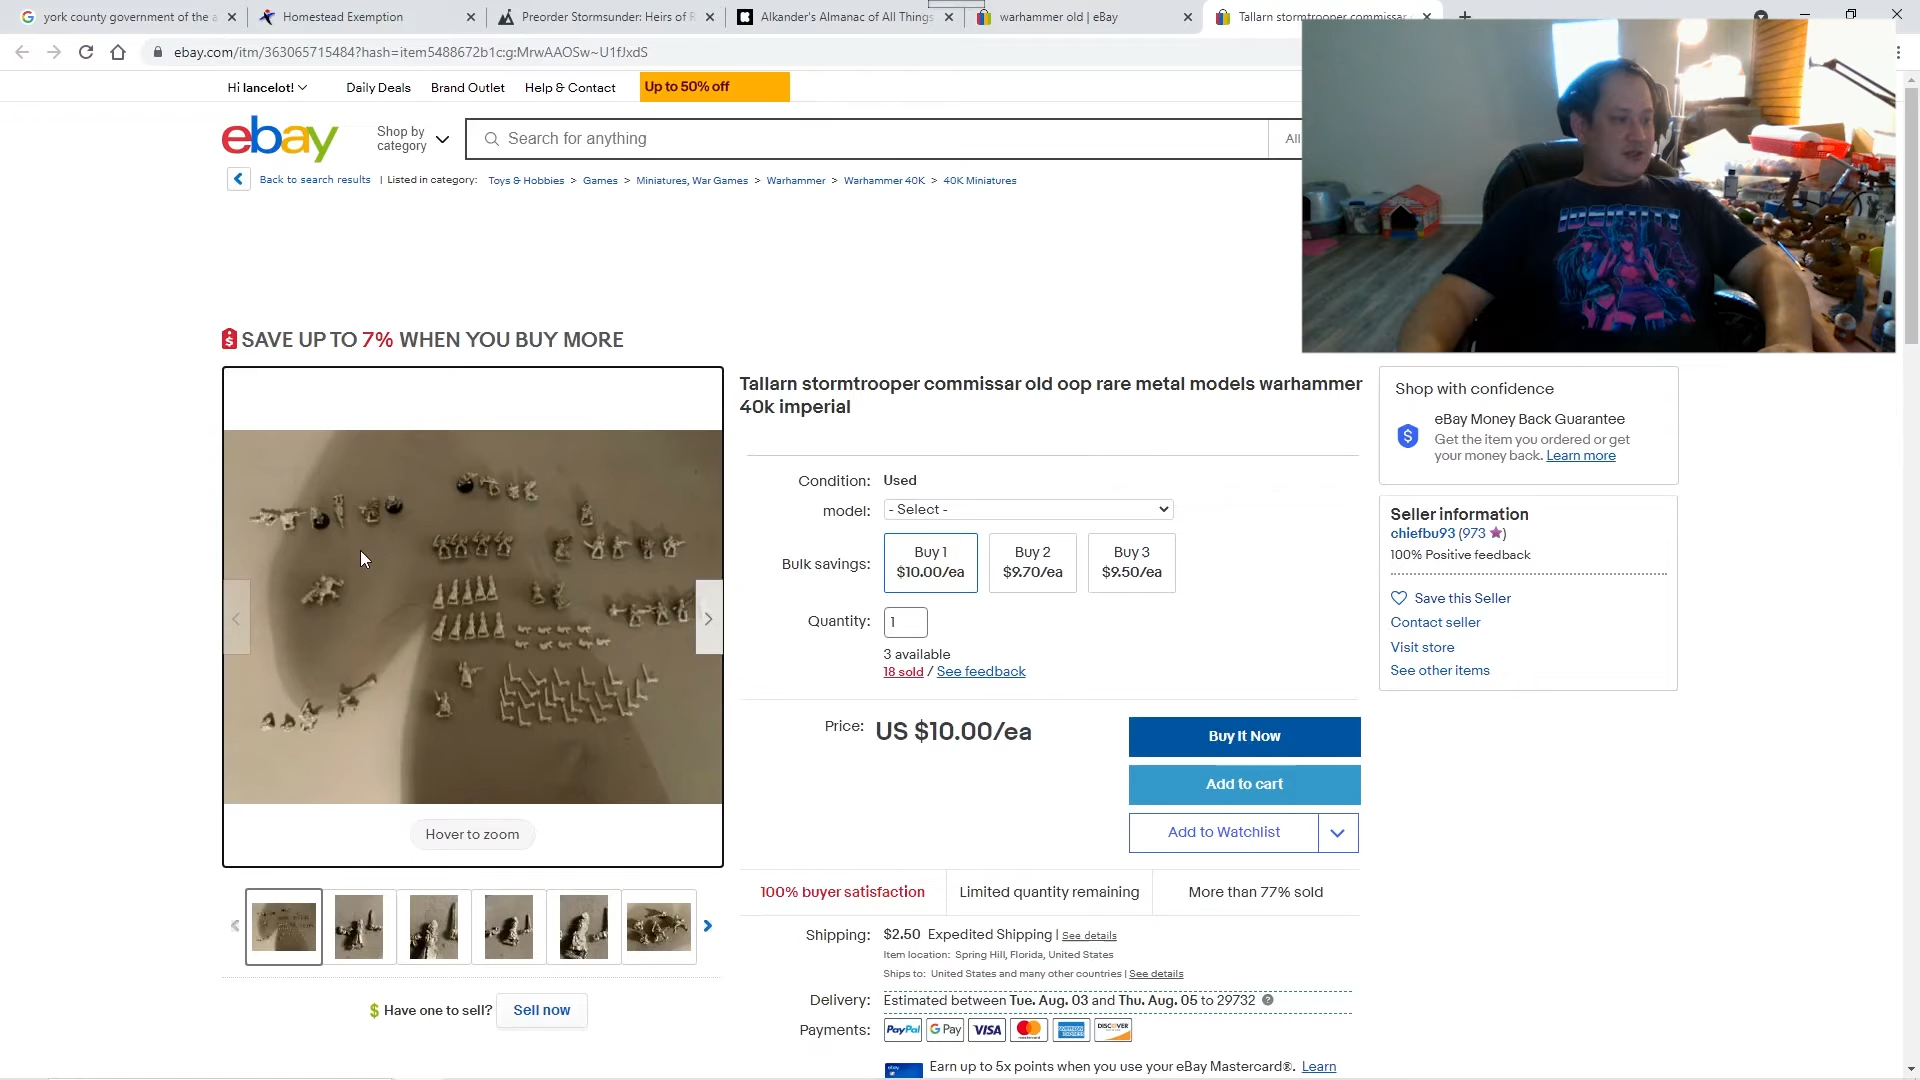 york county government of the a
Homestead Exemption
Preorder Stormsunder: Heirs of R
Alkander's Almanac of All Things
warhammer old | eBay
Tallarn stormtrooper commissar
ebay.com/itm/363065715484?hash=item5488672b1c:g:MrwAAOSw~U1fJxdS
Hi lancelot!
Daily Deals
Brand Outlet
Help & Contact
Up to 50% off
ebay
Shop by
category
Search for anything
All
Back to search results | Listed in category: Toys & Hobbies > Games > Miniatures, War Games > Warhammer > Warhammer 40K > 40K Miniatures
IDENTITY
SAVE UP TO 7% WHEN YOU BUY MORE
Tallarn stormtrooper commissar old oop rare metal models warhammer
40k imperial
Condition: Used
model: - Select -
Bulk savings:
Buy 1
$10.00/ea
Buy 2
$9.70/ea
Buy 3
$9.50/ea
Quantity: 1
3 available
18 sold / See feedback
Price: US $10.00/ea
Buy It Now
Add to cart
Add to Watchlist
100% buyer satisfaction
Limited quantity remaining
More than 77% sold
Shipping: $2.50 Expedited Shipping | See details
Item location: Spring Hill, Florida, United States
Ships to: United States and many other countries | See details
Delivery: Estimated between Tue. Aug. 03 and Thu. Aug. 05 to 29732
Payments: PayPal G Pay VISA mastercard AMERICAN EXPRESS DISCOVER
ebay
Earn up to 5x points when you use your eBay Mastercard®. Learn
Hover to zoom
Have one to sell? Sell now
Shop with confidence
eBay Money Back Guarantee
Get the item you ordered or get
your money back. Learn more
Seller information
chiefbu93 (973)
100% Positive feedback
Save this Seller
Contact seller
Visit store
See other items